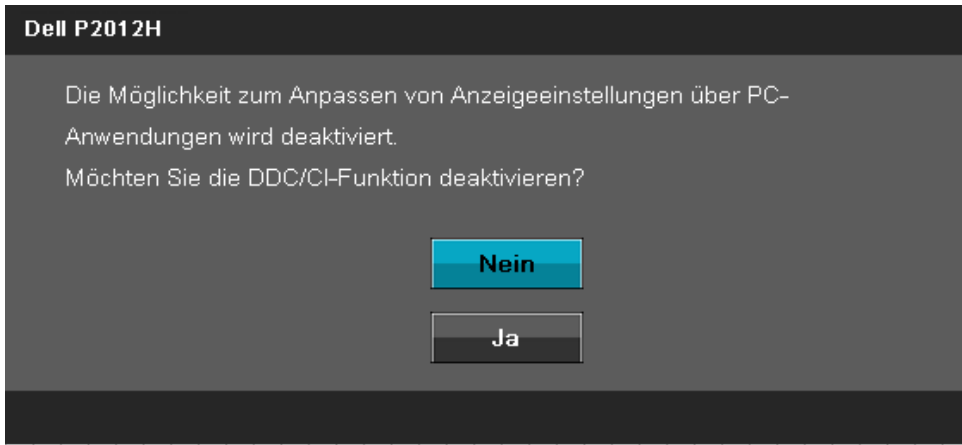 Dell P2012H
Die Möglichkeit zum Anpassen von Anzeigeeinstellungen über PC-
Anwendungen wird deaktiviert.
Möchten Sie die DDC/CI-Funktion deaktivieren?
Nein
Ja